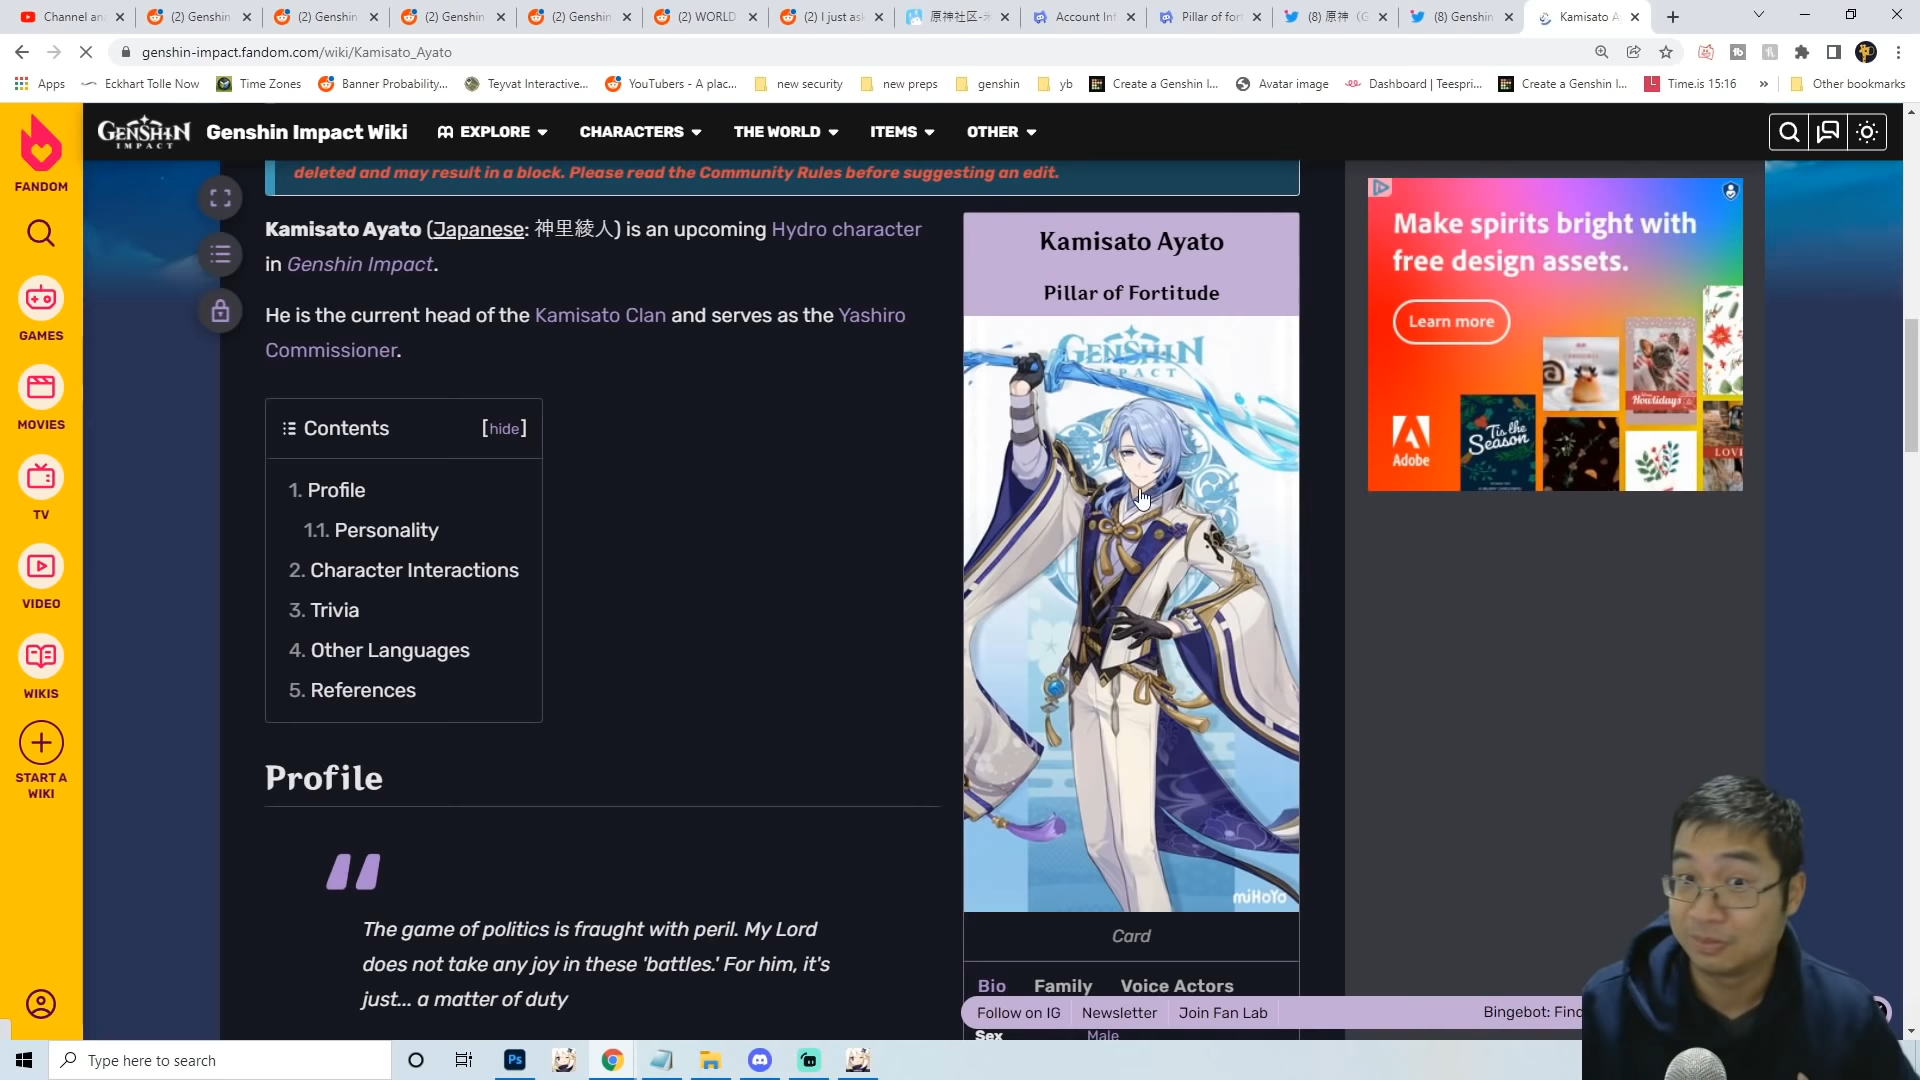 Channel an
(2) Genshin
(2) Genshin
(2) Genshin
(2) Genshin
(2) WORLD
(2) I just as
原神社区-
Account In
Pillar of for
(8) 原神（G
(8) Genshin
Kamisato A
genshin-impact.fandom.com/wiki/Kamisato_Ayato
Apps
Eckhart Tolle Now
Time Zones
Banner Probability...
Teyvat Interactive...
YouTubers - A plac...
new security
new preps
genshin
yb
Create a Genshin I...
Avatar image
Dashboard | Teespri...
Create a Genshin I...
Time.is 15:16
Other bookmarks
FANDOM
GAMES
MOVIES
TV
VIDEO
WIKIS
START A
WIKI
GENSHIN
IMPACT
Genshin Impact Wiki
EXPLORE
CHARACTERS
THE WORLD
ITEMS
OTHER
deleted and may result in a block. Please read the Community Rules before suggesting an edit.
Kamisato Ayato (Japanese: 神里綾人) is an upcoming Hydro character
in Genshin Impact.
He is the current head of the Kamisato Clan and serves as the Yashiro
Commissioner.
Contents [hide]
1. Profile
1.1. Personality
2. Character Interactions
3. Trivia
4. Other Languages
5. References
Profile
The game of politics is fraught with peril. My Lord
does not take any joy in these 'battles.' For him, it's
just... a matter of duty
Kamisato Ayato
Pillar of Fortitude
GENSHIN
IMPACT
miHoYo
Card
Bio
Family
Voice Actors
Sex
Male
Follow on IG
Newsletter
Join Fan Lab
Bingebot: Find
Make spirits bright with
free design assets.
Learn more
Adobe
'Tis the
SEASON
Howlidays
LOVE
Type here to search
Ps